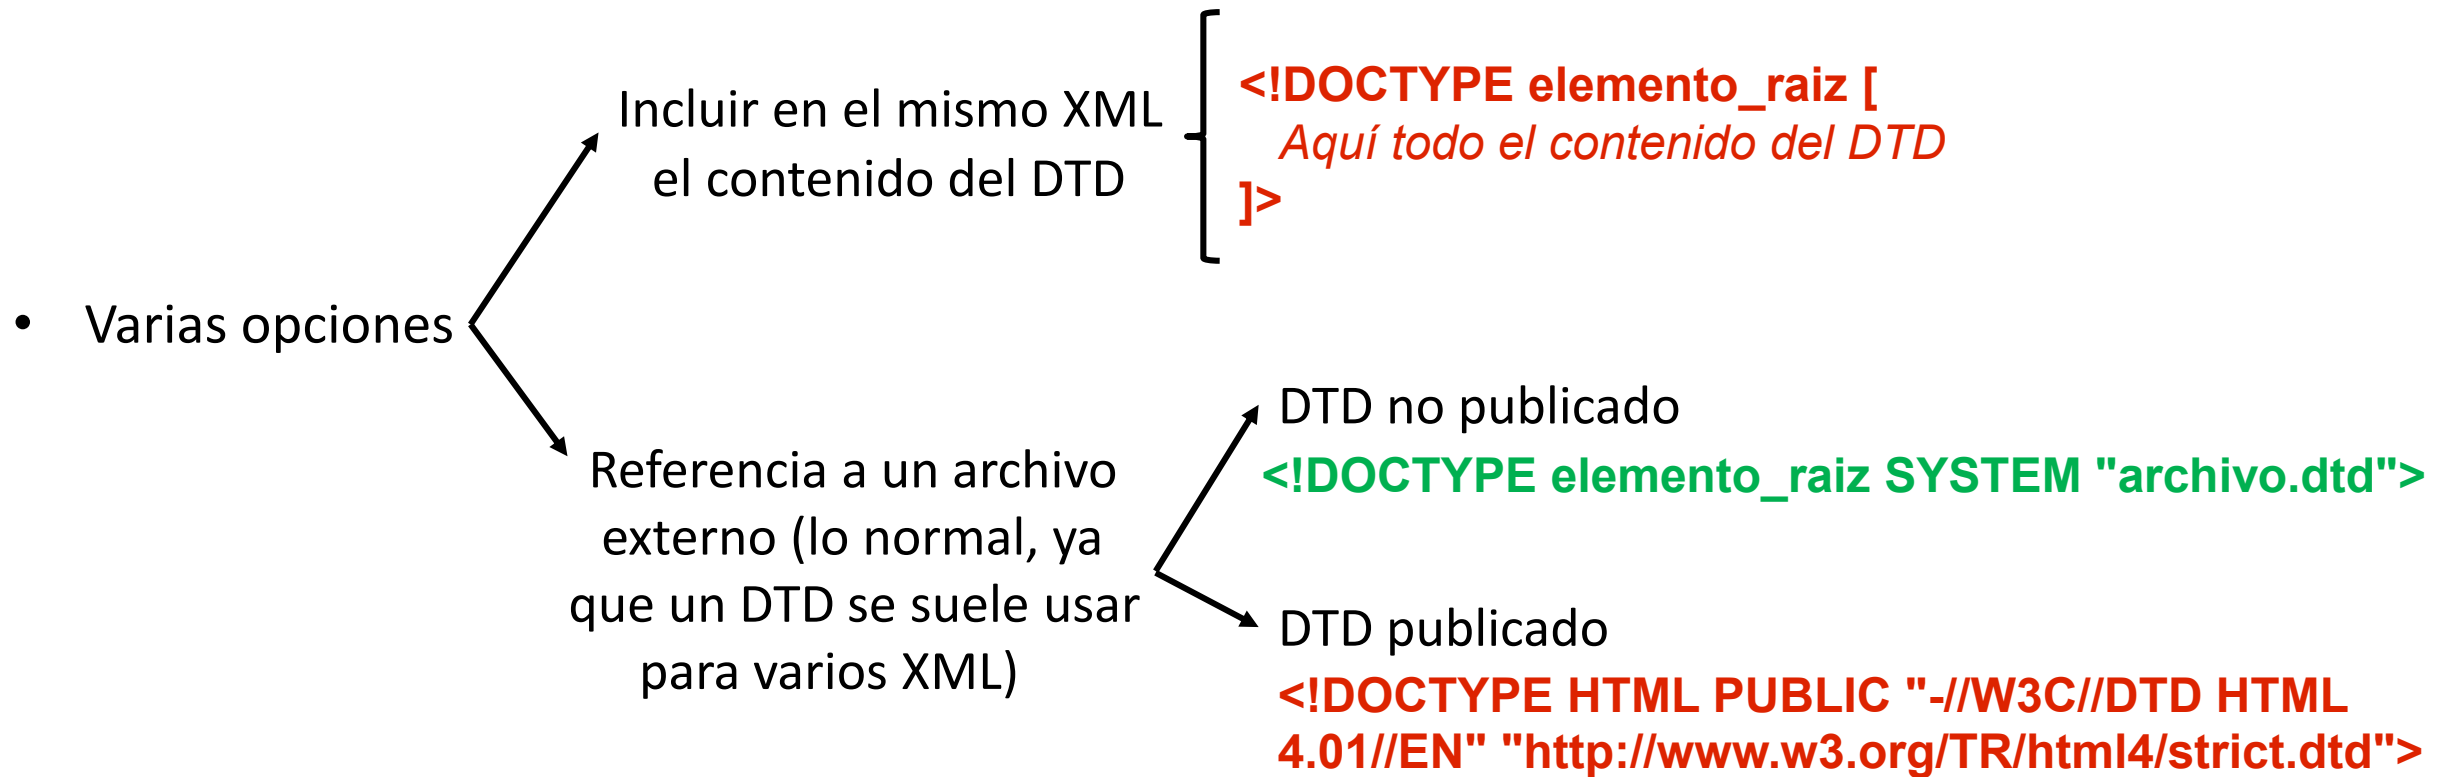 • Varias opciones
Incluir en el mismo XML
el contenido del DTD
<!DOCTYPE elemento_raiz [
Aquí todo el contenido del DTD
]>
Referencia a un archivo
externo (lo normal, ya
que un DTD se suele usar
para varios XML)
DTD no publicado
<!DOCTYPE elemento_raiz SYSTEM "archivo.dtd">
DTD publicado
<!DOCTYPE HTML PUBLIC "-//W3C//DTD HTML
4.01//EN" "http://www.w3.org/TR/html4/strict.dtd">